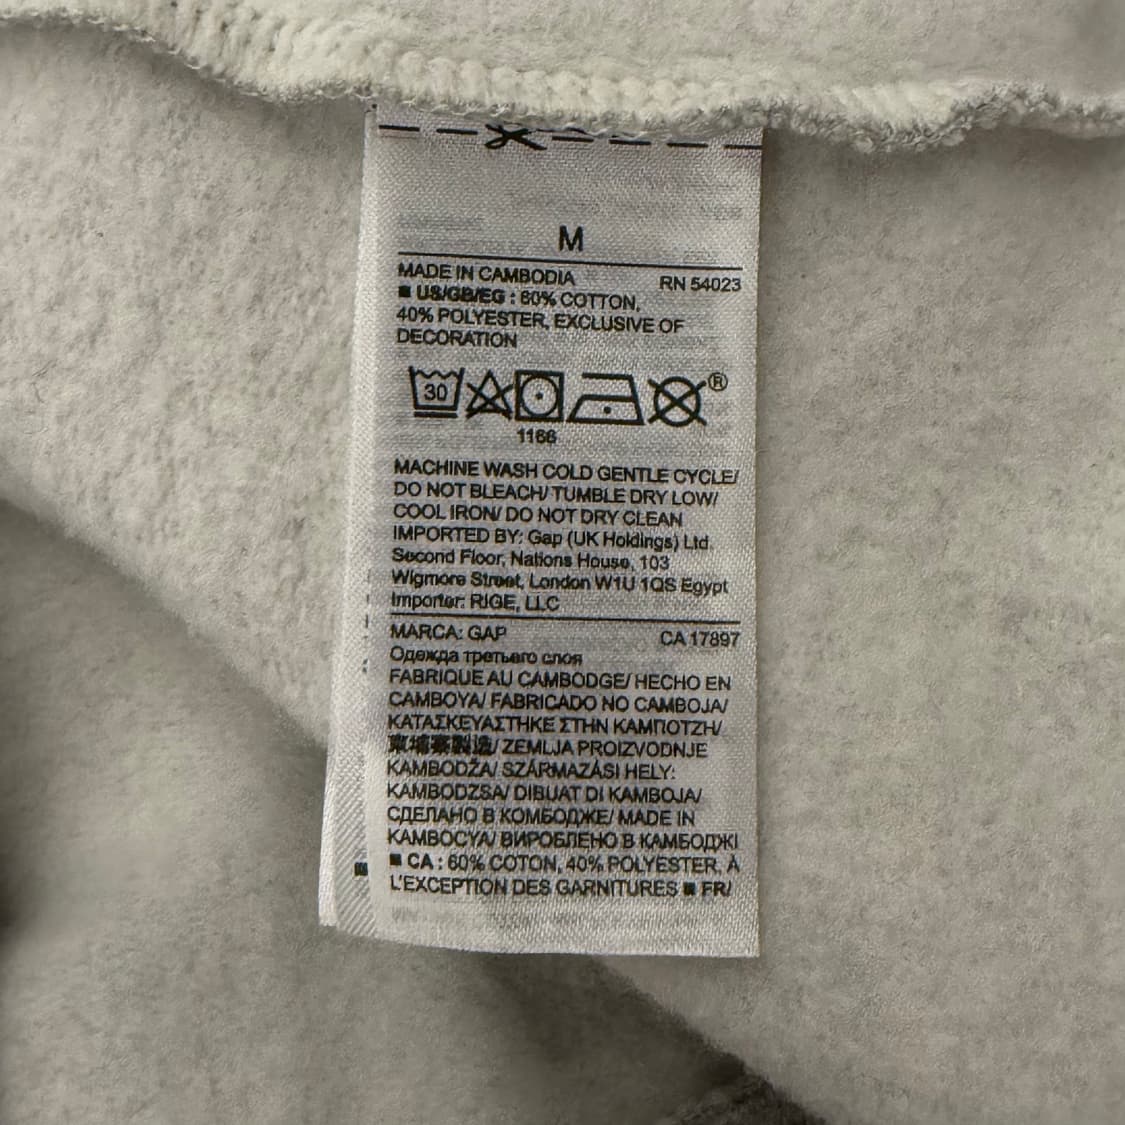 M
MADE IN CAMBODIA RN 54023
■ US/GB/EG : 60% COTTON,
40% POLYESTER, EXCLUSIVE OF
DECORATION
30 ®
1166
MACHINE WASH COLD GENTLE CYCLE/
DO NOT BLEACH/ TUMBLE DRY LOW/
COOL IRON/ DO NOT DRY CLEAN
IMPORTED BY: Gap (UK Holdings) Ltd.
Second Floor, Nations House, 103
Wigmore Street, London W1U 1QS Egypt
Importer: RIGE, LLC
MARCA: GAP CA 17897
Одежда третьего слоя
FABRIQUE AU CAMBODGE/ HECHO EN
CAMBOYA/ FABRICADO NO CAMBOJA/
ΚΑΤΑΣΚΕΥΑΣΤΗΚΕ ΣΤΗΝ ΚΑΜΠΟΤΖΗ/
柬埔寨製造/ ZEMLJA PROIZVODNJE
KAMBODŽA/ SZÁRMAZÁSI HELY:
KAMBODZSA/ DIBUAT DI KAMBOJA/
СДЕЛАНО В КОМБОДЖЕ/ MADE IN
KAMBOCYA/ ВИРОБЛЕНО В КАМБОДЖІ
■ CA : 60% COTON, 40% POLYESTER, À
L'EXCEPTION DES GARNITURES ■ FR/